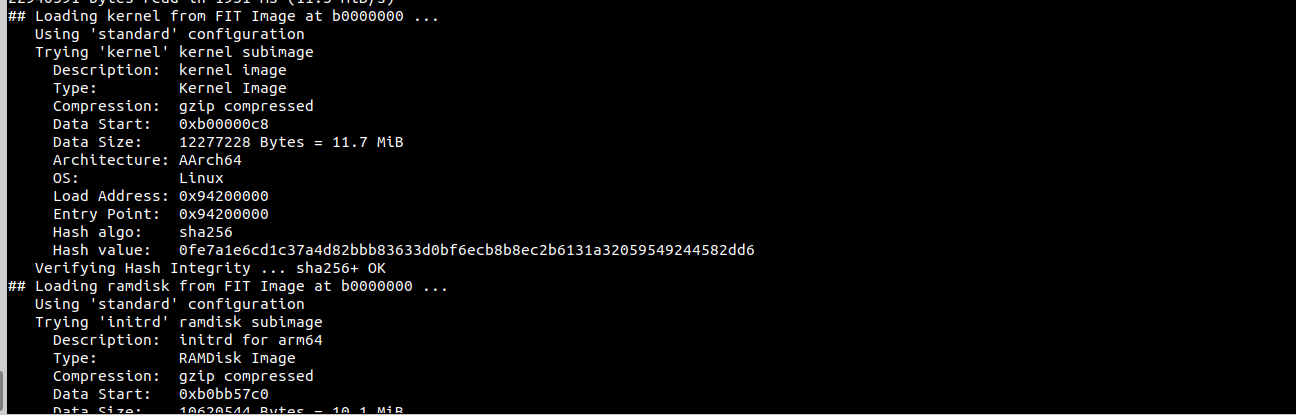 22940591 bytes read in 1931 ms (11.3 MiB/s)
## Loading kernel from FIT Image at b0000000 ...
   Using 'standard' configuration
   Trying 'kernel' kernel subimage
     Description:  kernel image
     Type:         Kernel Image
     Compression:  gzip compressed
     Data Start:   0xb00000c8
     Data Size:    12277228 Bytes = 11.7 MiB
     Architecture: AArch64
     OS:           Linux
     Load Address: 0x94200000
     Entry Point:  0x94200000
     Hash algo:    sha256
     Hash value:   0fe7a1e6cd1c37a4d82bbb83633d0bf6ecb8b8ec2b6131a32059549244582dd6
   Verifying Hash Integrity ... sha256+ OK
## Loading ramdisk from FIT Image at b0000000 ...
   Using 'standard' configuration
   Trying 'initrd' ramdisk subimage
     Description:  initrd for arm64
     Type:         RAMDisk Image
     Compression:  gzip compressed
     Data Start:   0xb0bb57c0
     Data Size:    10620544 Bytes = 10.1 MiB